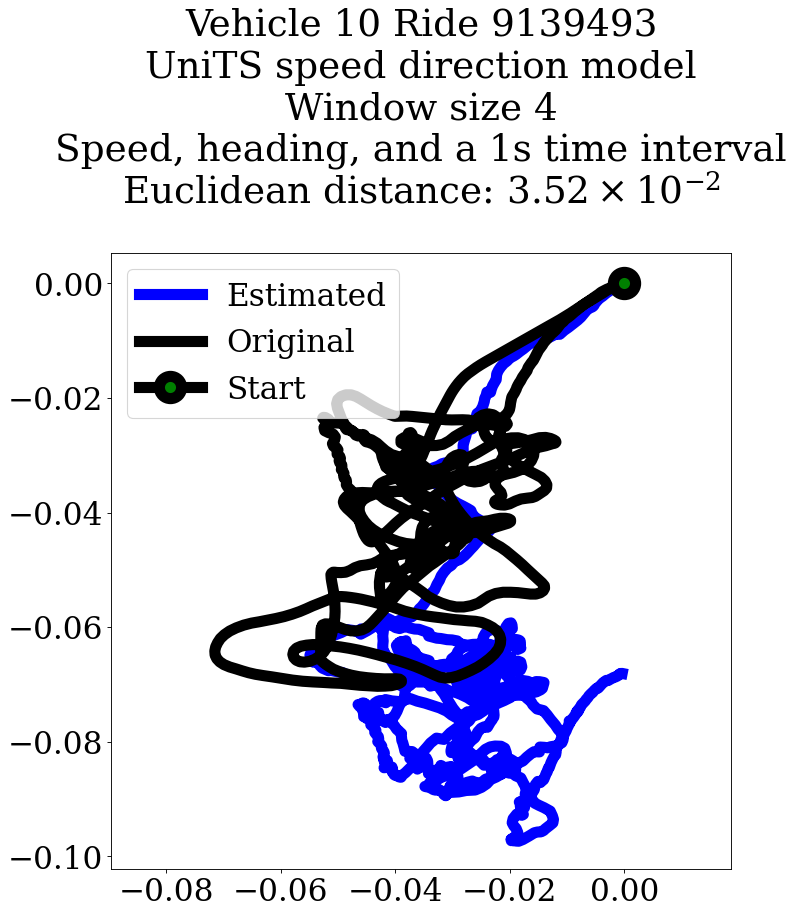 Vehicle 10 Ride 9139493
UniTS speed direction model
Window size 4
Speed, heading, and a 1s time interval
Euclidean distance: 3.52 × 10⁻²
Estimated
Original
Start
0.00
−0.02
−0.04
−0.06
−0.08
−0.10
−0.08 −0.06 −0.04 −0.02 0.00